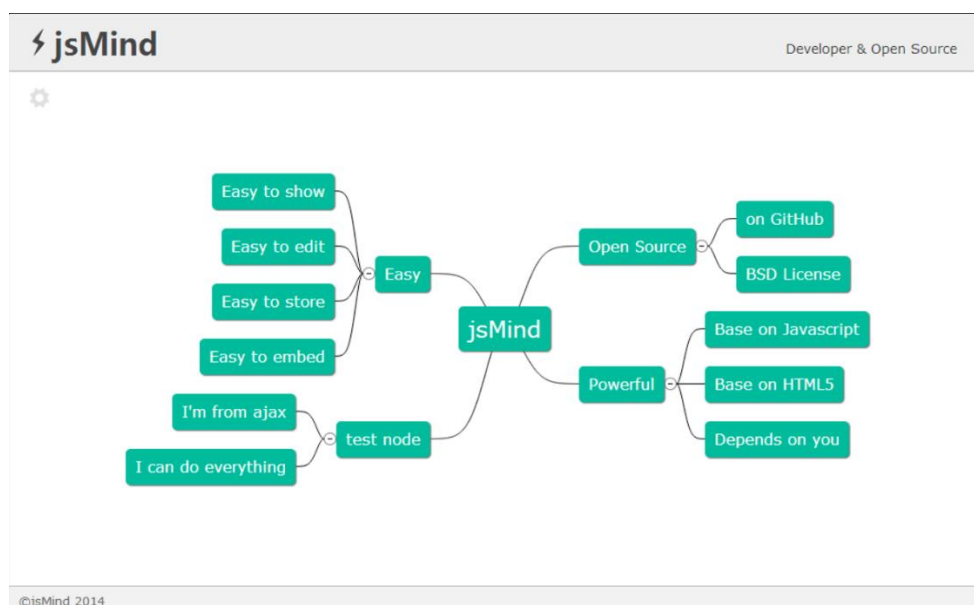 jsMind
Developer & Open Source
Easy to show
Easy to edit
Easy to store
Easy to embed
Easy
I'm from ajax
I can do everything
test node
jsMind
Open Source
on GitHub
BSD License
Powerful
Base on Javascript
Base on HTML5
Depends on you
©jsMind 2014